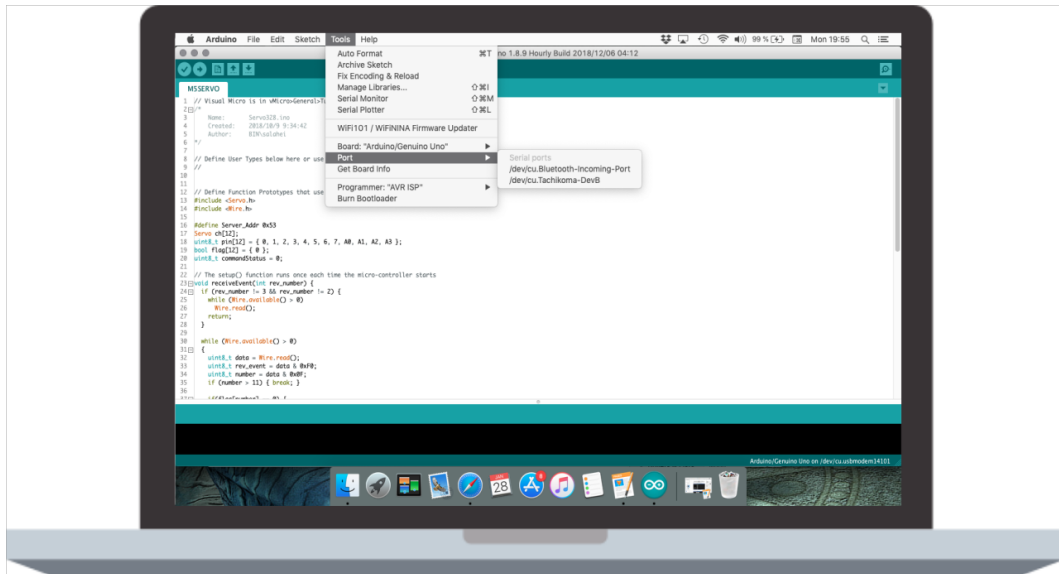 Arduino File Edit Sketch Tools Help 99 % Mon 19:55
no 1.8.9 Hourly Build 2018/12/06 04:12
Auto Format ⌘T
Archive Sketch
Fix Encoding & Reload
Manage Libraries... ⇧⌘I
Serial Monitor ⇧⌘M
Serial Plotter ⇧⌘L
WiFi101 / WiFiNINA Firmware Updater
Board: "Arduino/Genuino Uno"
Port
Get Board Info
Programmer: "AVR ISP"
Burn Bootloader
Serial ports
/dev/cu.Bluetooth-Incoming-Port
/dev/cu.Tachikoma-DevB
MSSERVO
1 // Visual Micro is in vMicro>General>Tu
2 /*
3 Name: Servo328.ino
4 Created: 2018/10/9 9:34:42
5 Author: BIN\salahei
6 */
7
8 // Define User Types below here or use
9 //
10
11
12 // Define Function Prototypes that use
13 #include <Servo.h>
14 #include <Wire.h>
15
16 #define Server_Addr 0x53
17 Servo ch[12];
18 uint8_t pin[12] = { 0, 1, 2, 3, 4, 5, 6, 7, A0, A1, A2, A3 };
19 bool flag[12] = { 0 };
20 uint8_t commandStatus = 0;
21
22 // The setup() function runs once each time the micro-controller starts
23 void receiveEvent(int rev_number) {
24 if (rev_number != 3 && rev_number != 2) {
25 while (Wire.available() > 0)
26 Wire.read();
27 return;
28 }
29
30 while (Wire.available() > 0)
31 {
32 uint8_t data = Wire.read();
33 uint8_t rev_event = data & 0xF0;
34 uint8_t number = data & 0x0F;
35 if (number > 11) { break; }
36
Arduino/Genuino Uno on /dev/cu.usbmodem14101
JAN
28
6